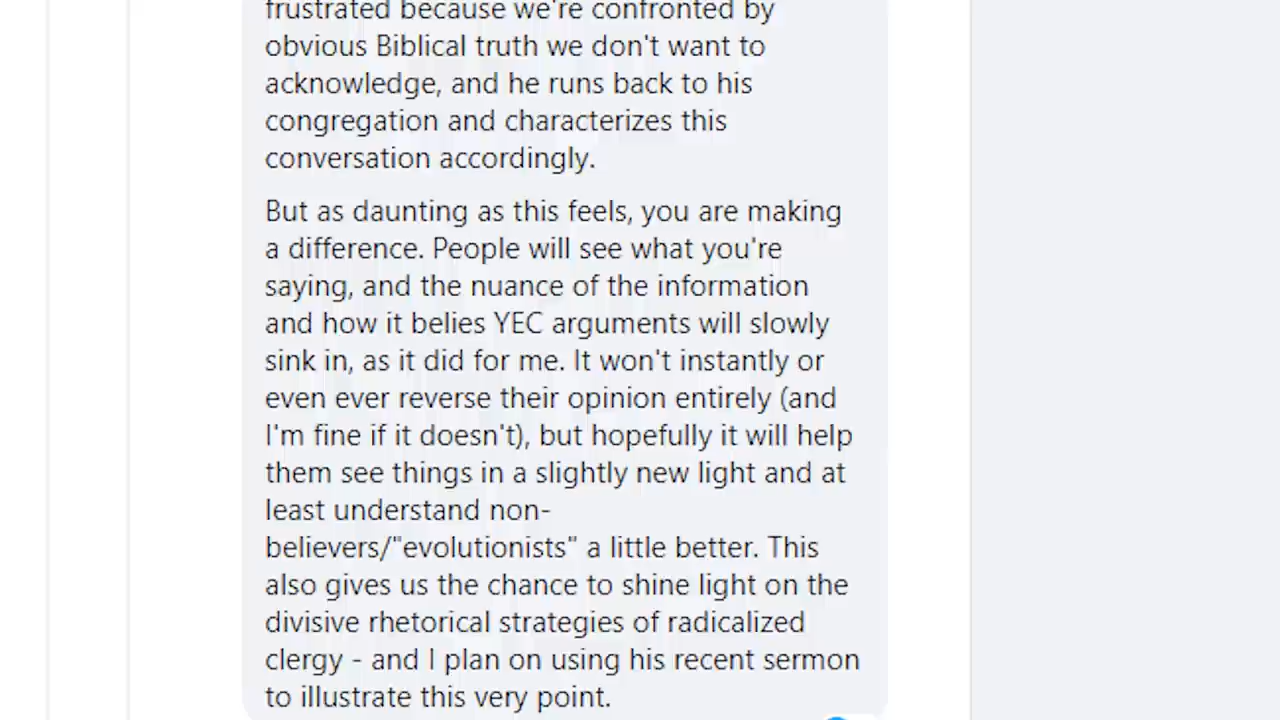 frustrated because we're confronted by
obvious Biblical truth we don't want to
acknowledge, and he runs back to his
congregation and characterizes this
conversation accordingly.
But as daunting as this feels, you are making
a difference. People will see what you're
saying, and the nuance of the information
and how it belies YEC arguments will slowly
sink in, as it did for me. It won't instantly or
even ever reverse their opinion entirely (and
I'm fine if it doesn't), but hopefully it will help
them see things in a slightly new light and at
least understand non-
believers/"evolutionists" a little better. This
also gives us the chance to shine light on the
divisive rhetorical strategies of radicalized
clergy - and I plan on using his recent sermon
to illustrate this very point.